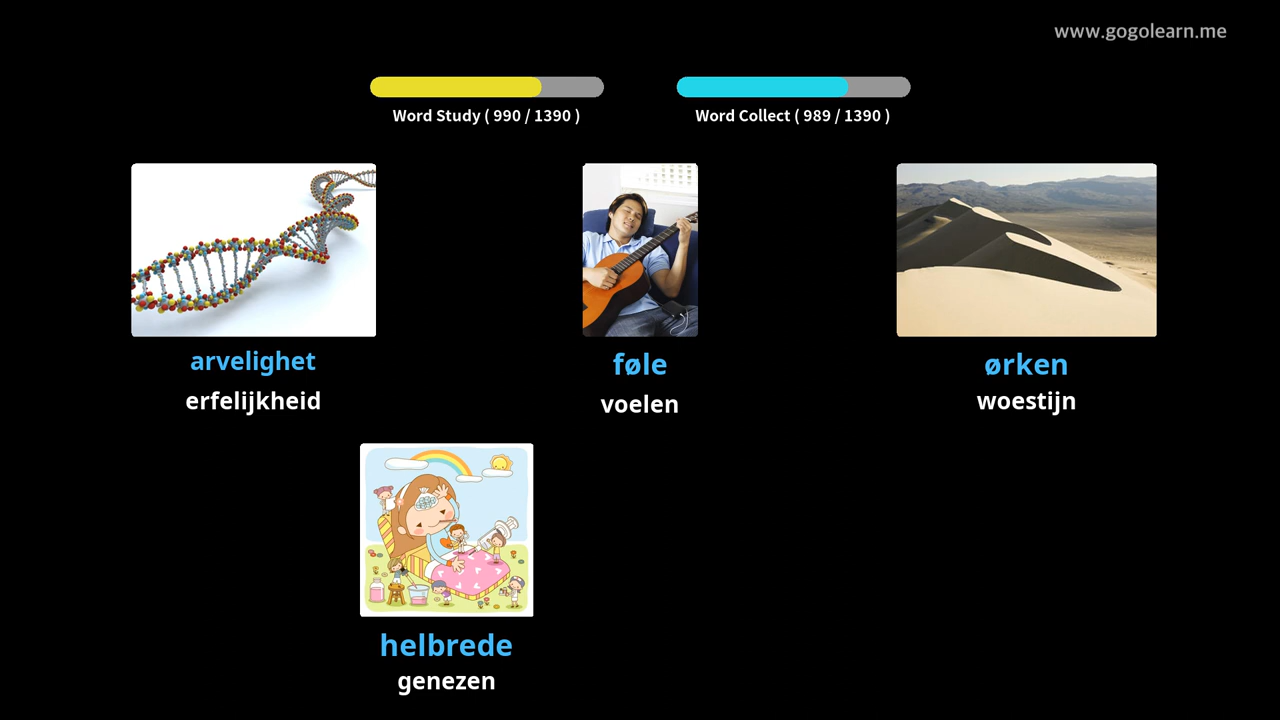 www.gogolearn.me
Word Study ( 990 / 1390 )
Word Collect ( 989 / 1390 )
arvelighet
føle
ørken
erfelijkheid
voelen
woestijn
helbrede
genezen